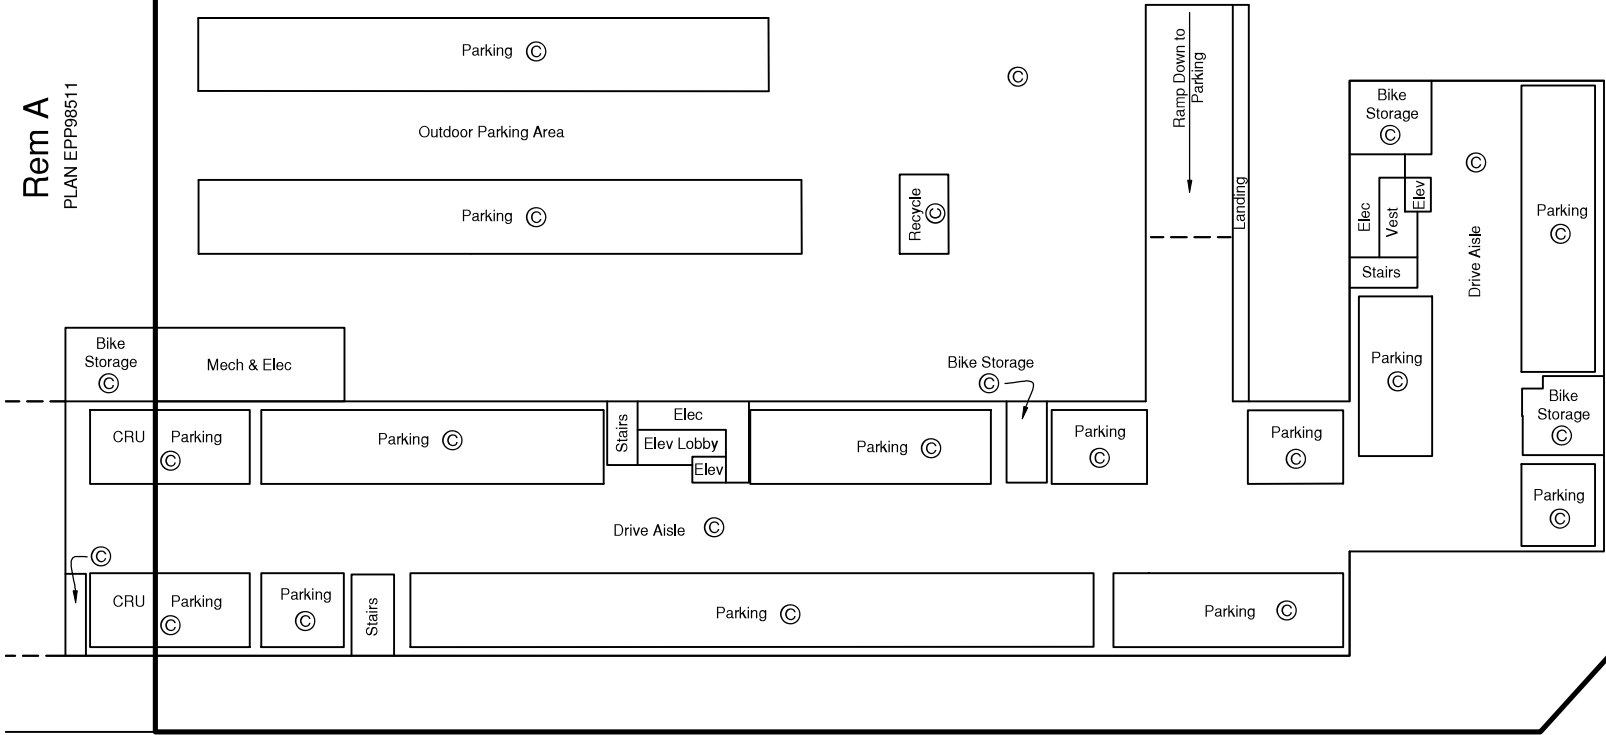 Rem A
PLAN EPP98511
Parking Ⓒ
Outdoor Parking Area
Parking Ⓒ
Recycle
Ⓒ
Ⓒ
Ramp Down to
Parking
Landing
Bike
Storage
Ⓒ
Elec
Vest
Elev
Stairs
Ⓒ
Drive Aisle
Parking
Ⓒ
Parking
Ⓒ
Bike
Storage
Ⓒ
Parking
Ⓒ
Bike
Storage
Ⓒ
Mech & Elec
Bike Storage
Ⓒ
CRU Parking
Ⓒ
Parking Ⓒ
Stairs
Elec
Elev Lobby
Elev
Parking Ⓒ
Parking
Ⓒ
Parking
Ⓒ
Drive Aisle Ⓒ
Ⓒ
CRU Parking
Ⓒ
Parking
Ⓒ
Stairs
Parking Ⓒ
Parking Ⓒ